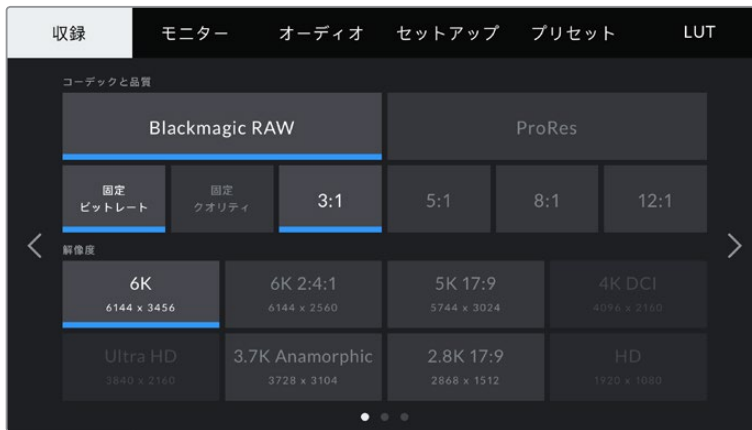 収録 モニター オーディオ セットアップ プリセット LUT
コーデックと品質
Blackmagic RAW ProRes
固定 固定
ビットレート クオリティ 3:1 5:1 8:1 12:1
解像度
6K 6K 2:4:1 5K 17:9 4K DCI
6144 x 3456 6144 x 2560 5744 x 3024 4096 x 2160
Ultra HD 3.7K Anamorphic 2.8K 17:9 HD
3840 x 2160 3728 x 3104 2868 x 1512 1920 x 1080